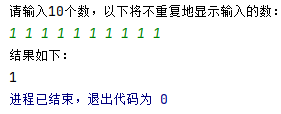 请输入10个数，以下将不重复地显示输入的数：
1 1 1 1 1 1 1 1 1 1
结果如下：
1
进程已结束，退出代码为 0